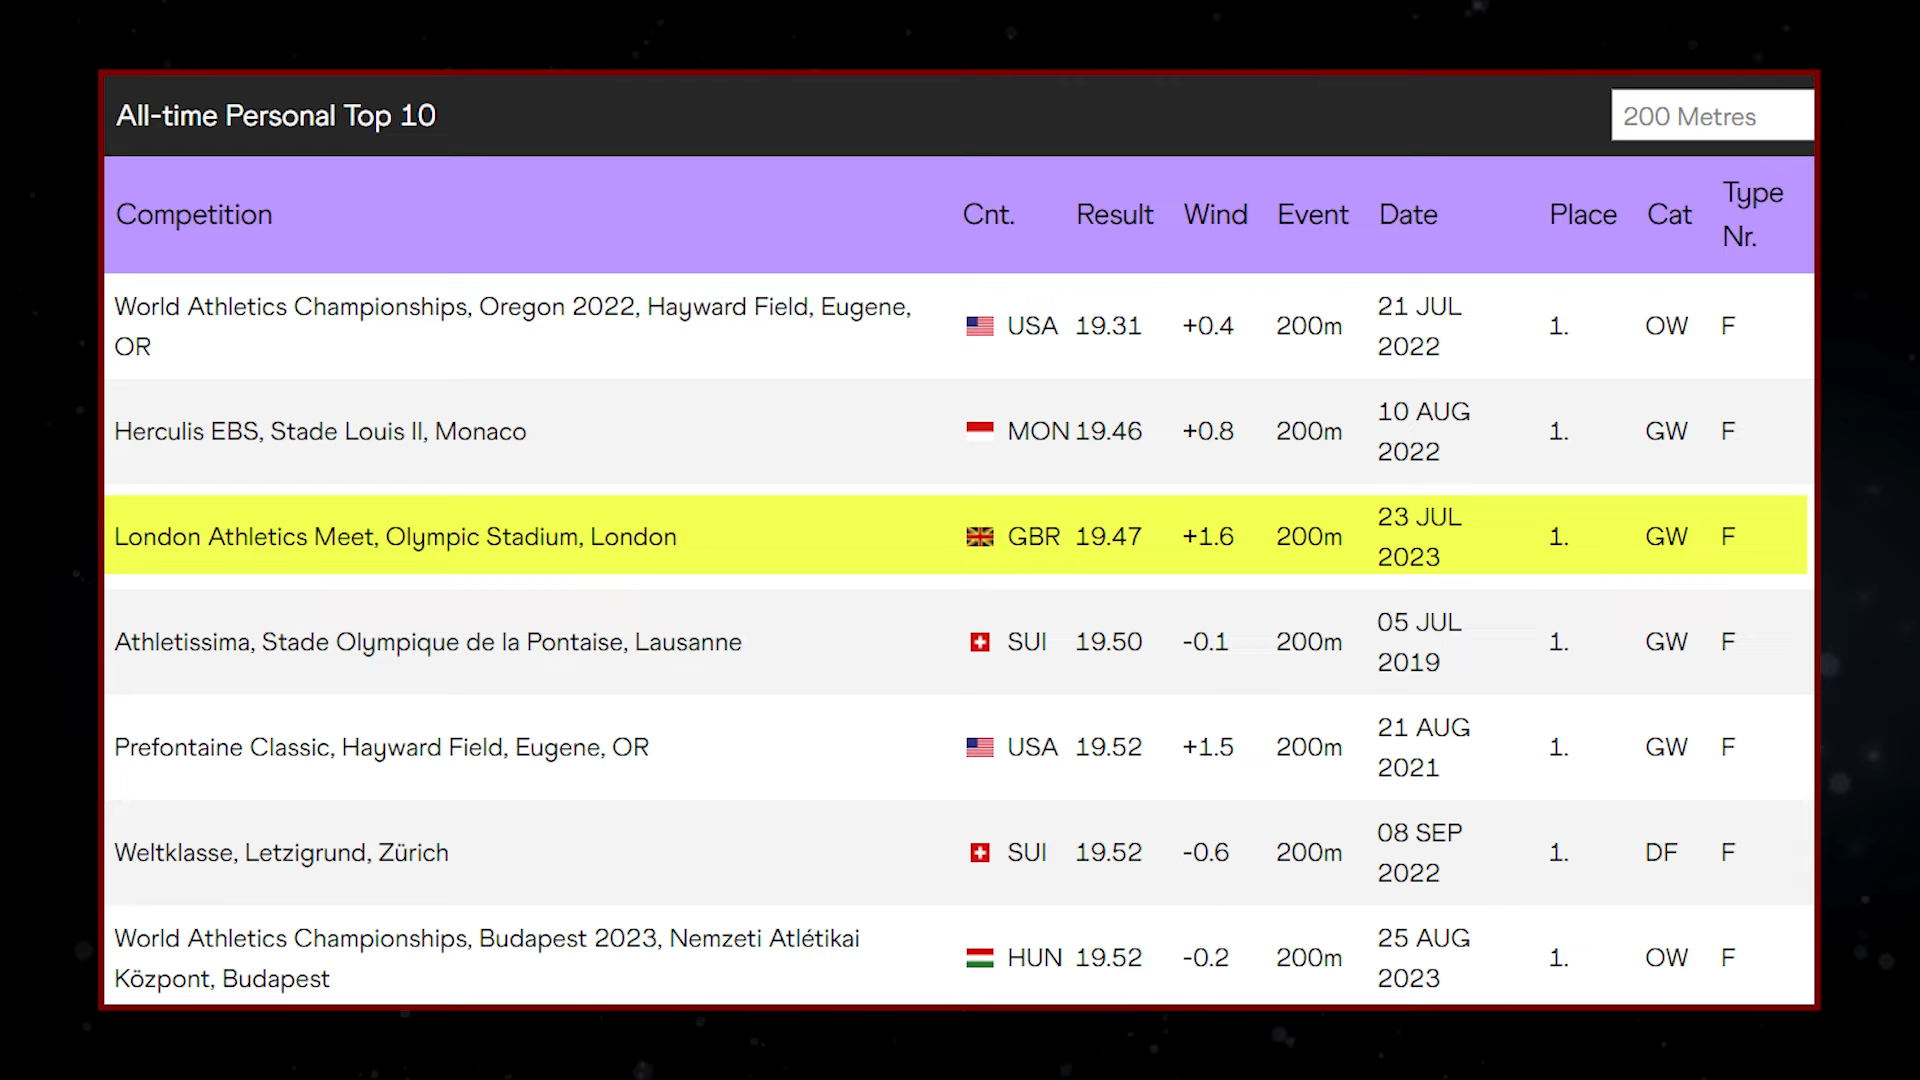 All-time Personal Top 10
200 Metres
Competition Cnt. Result Wind Event Date Place Cat Type Nr.
World Athletics Championships, Oregon 2022, Hayward Field, Eugene,
OR
USA 19.31 +0.4 200m 21 JUL
2022
1. OW F
Herculis EBS, Stade Louis II, Monaco MON 19.46 +0.8 200m 10 AUG
2022
1. GW F
London Athletics Meet, Olympic Stadium, London GBR 19.47 +1.6 200m 23 JUL
2023
1. GW F
Athletissima, Stade Olympique de la Pontaise, Lausanne SUI 19.50 -0.1 200m 05 JUL
2019
1. GW F
Prefontaine Classic, Hayward Field, Eugene, OR USA 19.52 +1.5 200m 21 AUG
2021
1. GW F
Weltklasse, Letzigrund, Zürich SUI 19.52 -0.6 200m 08 SEP
2022
1. DF F
World Athletics Championships, Budapest 2023, Nemzeti Atlétikai
Központ, Budapest
HUN 19.52 -0.2 200m 25 AUG
2023
1. OW F